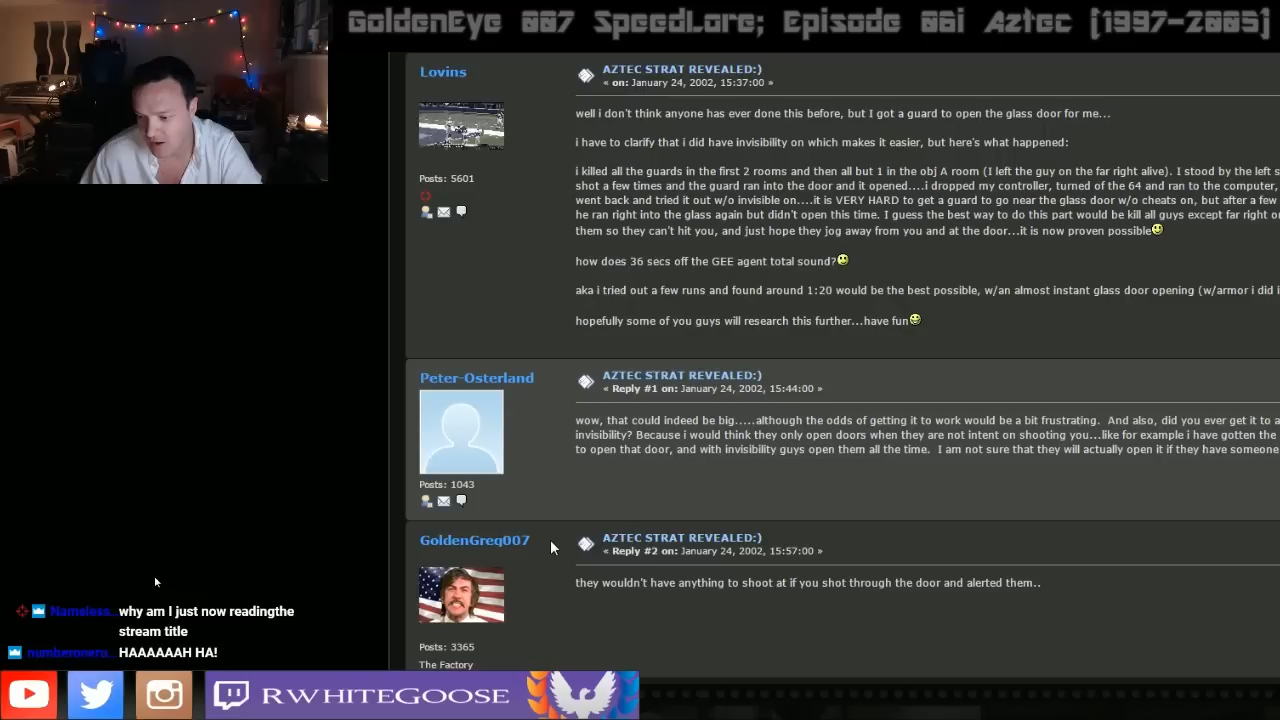 GoldenEye 007 SpeedLore; Episode 06i Aztec [1997-2005]
Lovins
Posts: 5601
AZTEC STRAT REVEALED:)
« on: January 24, 2002, 15:37:00 »
well i don't think anyone has ever done this before, but I got a guard to open the glass door for me...
i have to clarify that i did have invisibility on which makes it easier, but here's what happened:
i killed all the guards in the first 2 rooms and then all but 1 in the obj A room (I left the guy on the far right alive). I stood by the left s
shot a few times and the guard ran into the door and it opened....i dropped my controller, turned of the 64 and ran to the computer,
went back and tried it out w/o invisible on....it is VERY HARD to get a guard to go near the glass door w/o cheats on, but after a few
he ran right into the glass again but didn't open this time. I guess the best way to do this part would be kill all guys except far right or
them so they can't hit you, and just hope they jog away from you and at the door...it is now proven possible
how does 36 secs off the GEE agent total sound?
aka i tried out a few runs and found around 1:20 would be the best possible, w/an almost instant glass door opening (w/armor i did i
hopefully some of you guys will research this further...have fun
Peter-Osterland
Posts: 1043
AZTEC STRAT REVEALED:)
« Reply #1 on: January 24, 2002, 15:44:00 »
wow, that could indeed be big.....although the odds of getting it to work would be a bit frustrating. And also, did you ever get it to a
invisibility? Because i would think they only open doors when they are not intent on shooting you...like for example i have gotten the
to open that door, and with invisibility guys open them all the time. I am not sure that they will actually open it if they have someone
GoldenGreg007
Posts: 3365
The Factory
AZTEC STRAT REVEALED:)
« Reply #2 on: January 24, 2002, 15:57:00 »
they wouldn't have anything to shoot at if you shot through the door and alerted them..
Nameless... why am I just now readingthe
stream title
numberoneru... HAAAAAAH HA!
RWHITEGOOSE